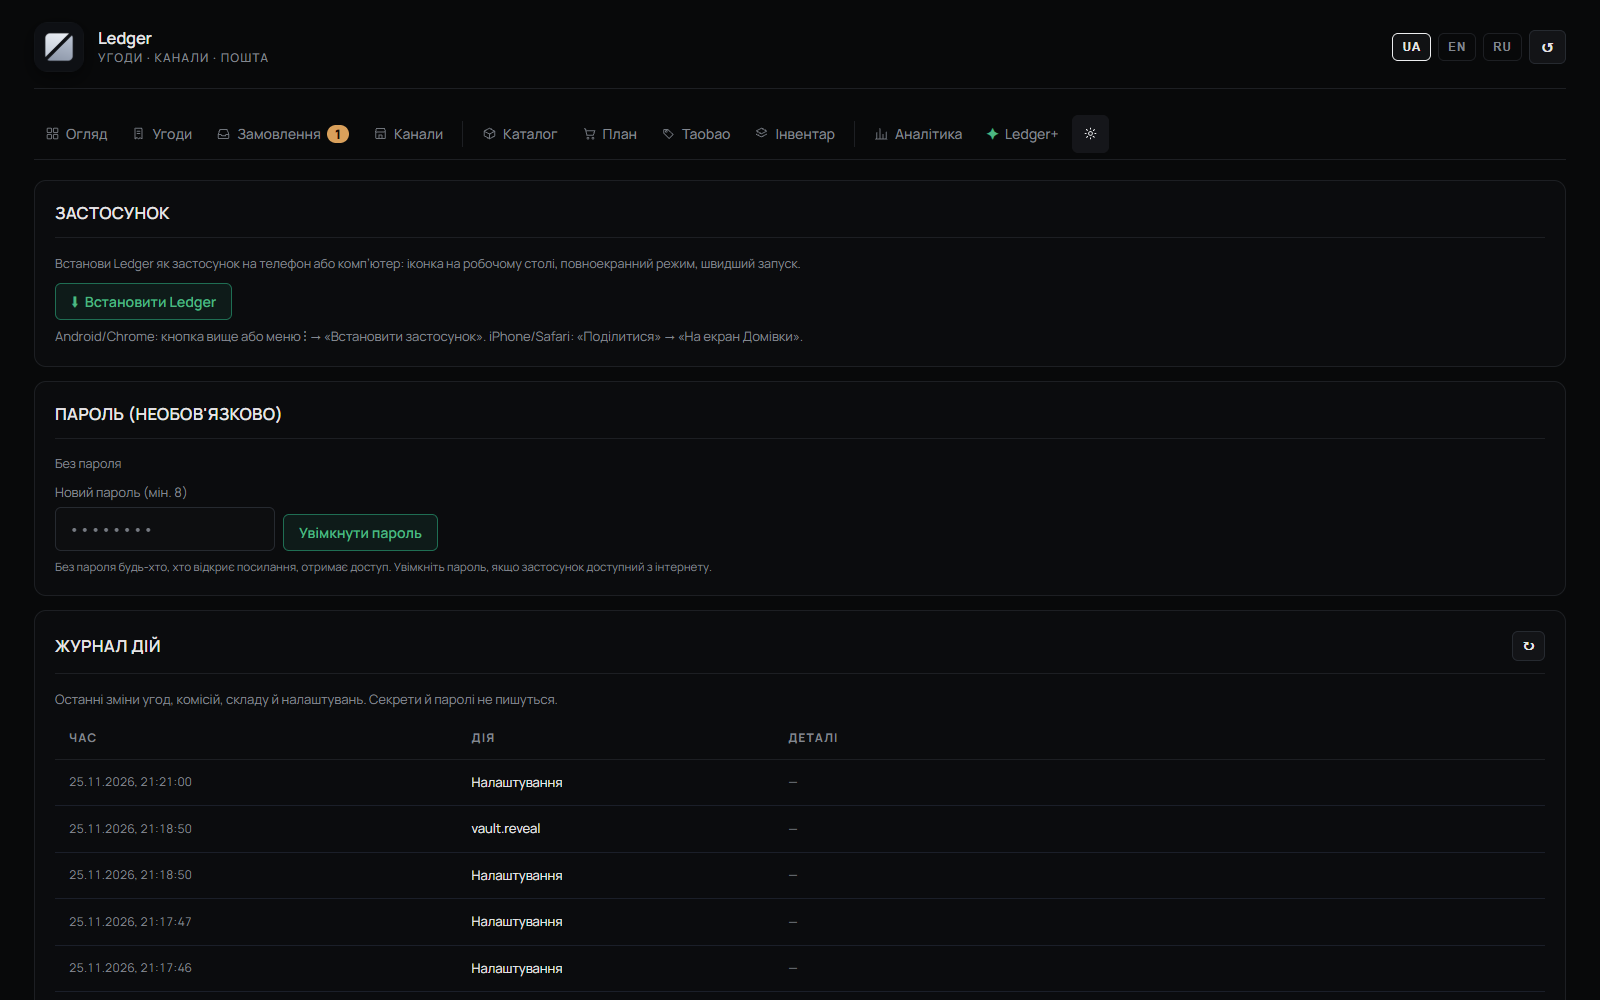 Ledger
УГОДИ · КАНАЛИ · ПОШТА
UA EN RU ↺
Огляд Угоди Замовлення 1 Канали Каталог План Taobao Інвентар Аналітика Ledger+
ЗАСТОСУНОК
Встанови Ledger як застосунок на телефон або комп'ютер: іконка на робочому столі, повноекранний режим, швидший запуск.
⬇ Встановити Ledger
Android/Chrome: кнопка вище або меню ⋮ → «Встановити застосунок». iPhone/Safari: «Поділитися» → «На екран Домівки».
ПАРОЛЬ (НЕОБОВ'ЯЗКОВО)
Без пароля
Новий пароль (мін. 8)
••••••••
Увімкнути пароль
Без пароля будь-хто, хто відкриє посилання, отримає доступ. Увімкніть пароль, якщо застосунок доступний з інтернету.
ЖУРНАЛ ДІЙ ↻
Останні зміни угод, комісій, складу й налаштувань. Секрети й паролі не пишуться.
ЧАС ДІЯ ДЕТАЛІ
25.11.2026, 21:21:00 Налаштування —
25.11.2026, 21:18:50 vault.reveal —
25.11.2026, 21:18:50 Налаштування —
25.11.2026, 21:17:47 Налаштування —
25.11.2026, 21:17:46 Налаштування —